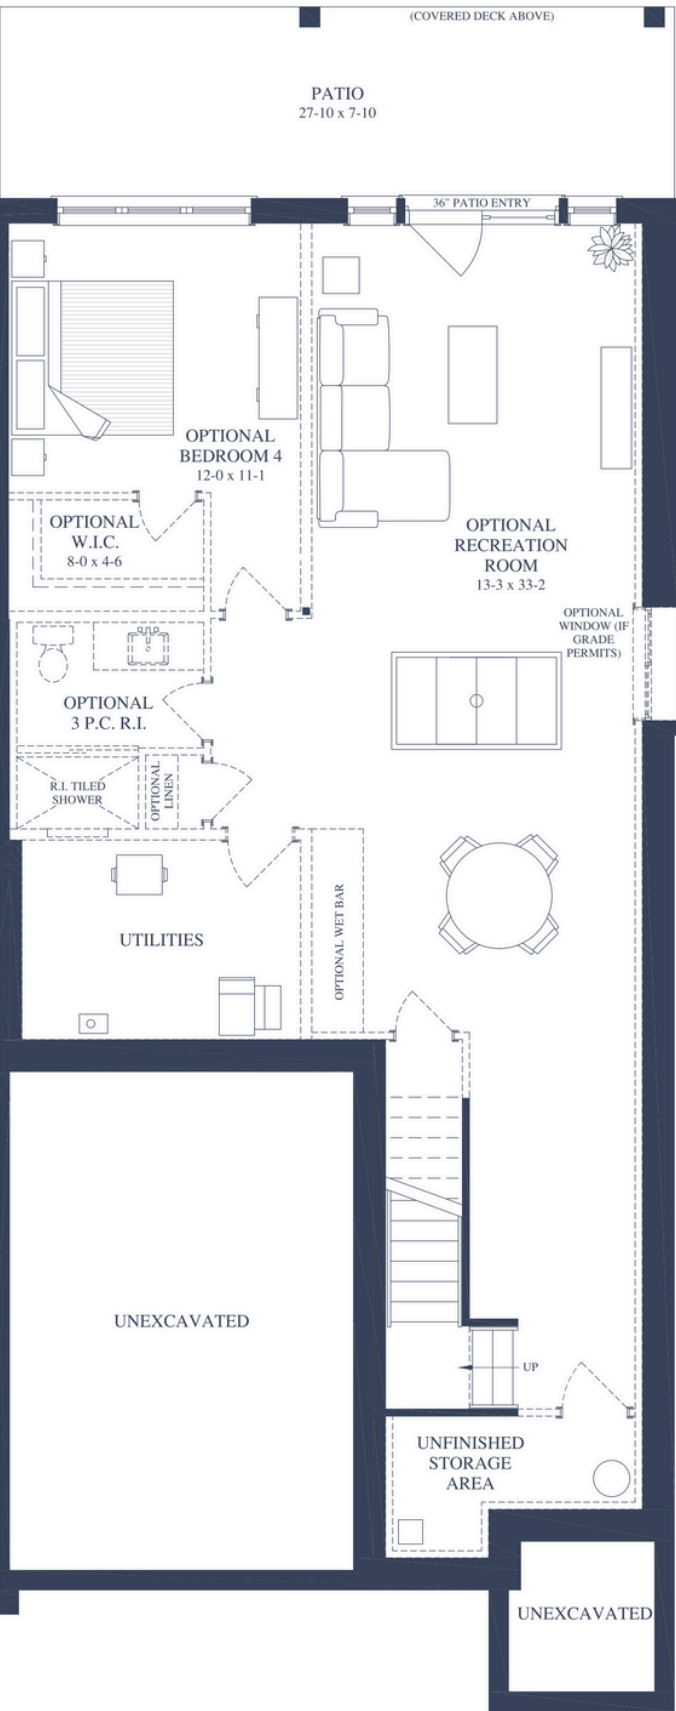 (COVERED DECK ABOVE)
PATIO
27-10 x 7-10
36" PATIO ENTRY
OPTIONAL
BEDROOM 4
12-0 x 11-1
OPTIONAL
W.I.C.
8-0 x 4-6
OPTIONAL
RECREATION
ROOM
13-3 x 33-2
OPTIONAL
WINDOW (IF
GRADE
PERMITS)
OPTIONAL
3 P.C. R.I.
R.I. TILED
SHOWER
OPTIONAL
LINEN
UTILITIES
OPTIONAL WET BAR
UNEXCAVATED
UP
UNFINISHED
STORAGE
AREA
UNEXCAVATED